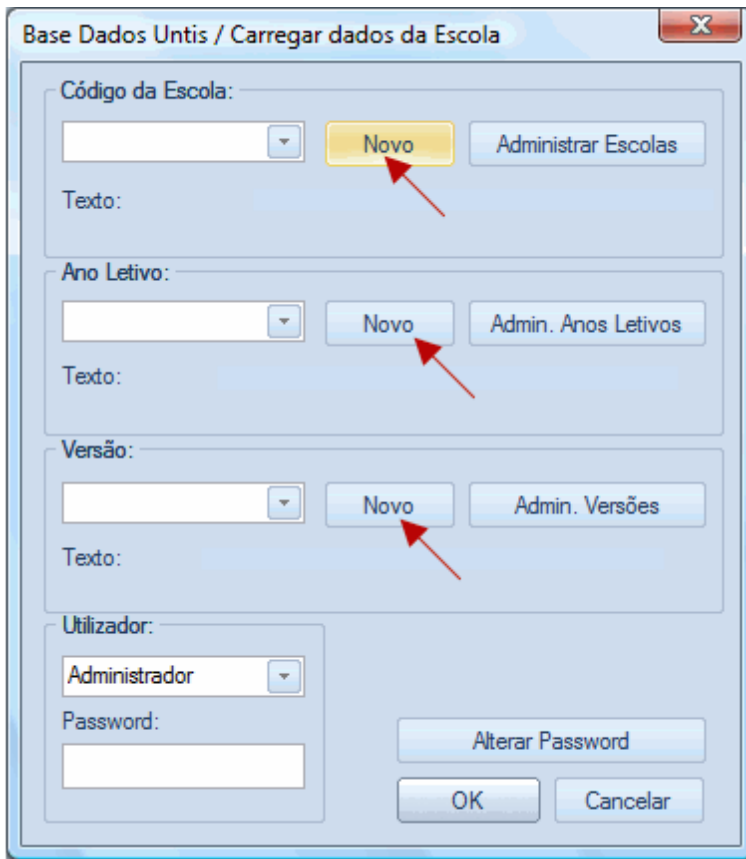 Base Dados Untis / Carregar dados da Escola
Código da Escola:
Novo
Administrar Escolas
Texto:
Ano Letivo:
Novo
Admin. Anos Letivos
Texto:
Versão:
Novo
Admin. Versões
Texto:
Utilizador:
Administrador
Password:
Alterar Password
OK
Cancelar